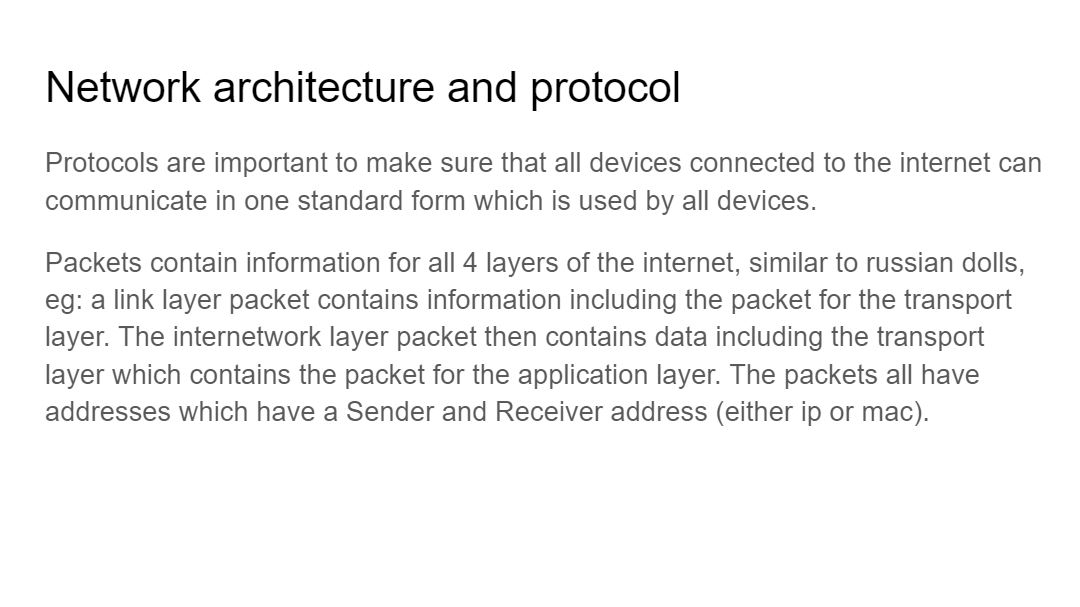 Network architecture and protocol
Protocols are important to make sure that all devices connected to the internet can
communicate in one standard form which is used by all devices.
Packets contain information for all 4 layers of the internet, similar to russian dolls,
eg: a link layer packet contains information including the packet for the transport
layer. The internetwork layer packet then contains data including the transport
layer which contains the packet for the application layer. The packets all have
addresses which have a Sender and Receiver address (either ip or mac).